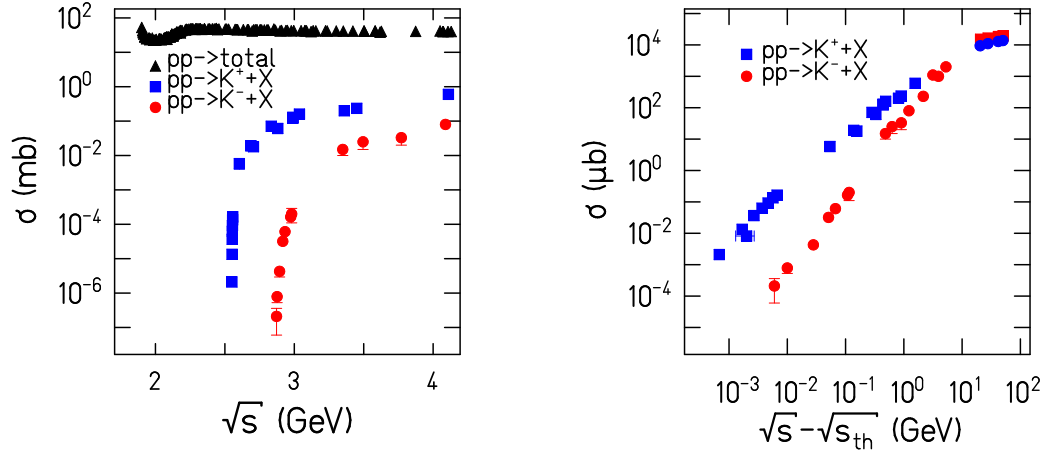 10²
10⁰
10⁻²
10⁻⁴
10⁻⁶
σ (mb)
pp->total
pp->K⁺+X
pp->K⁻+X
2 3 4
√s (GeV)
10⁴
10²
10⁰
10⁻²
10⁻⁴
σ (μb)
pp->K⁺+X
pp->K⁻+X
10⁻³ 10⁻² 10⁻¹ 10⁰ 10¹ 10²
√s-√s_th (GeV)